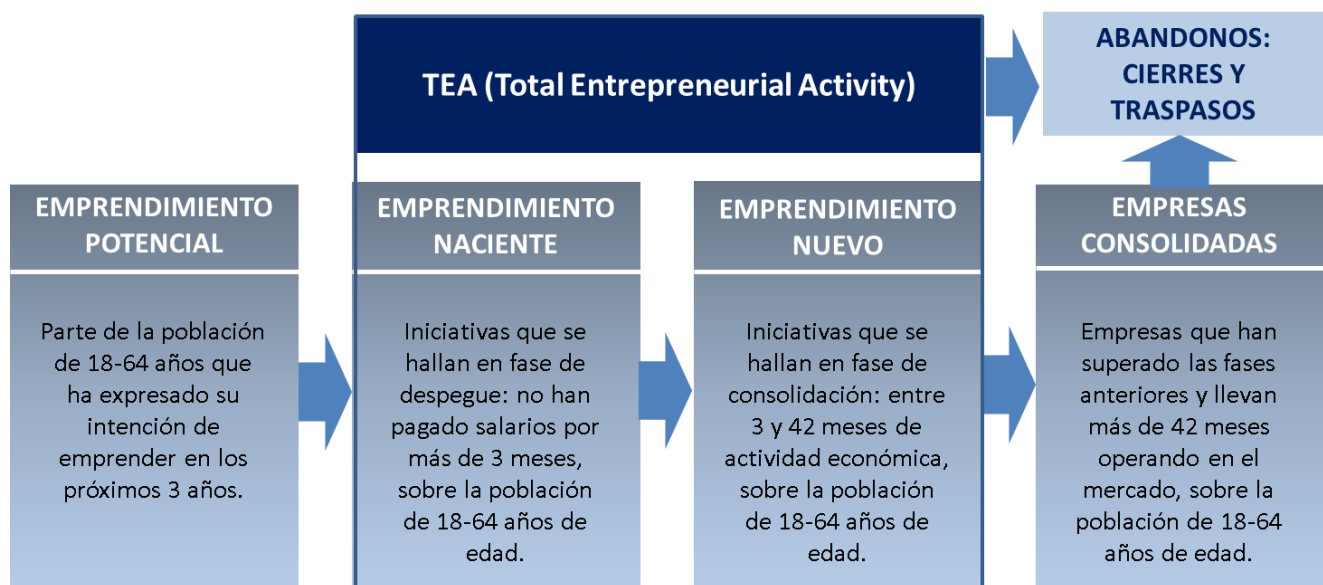 TEA (Total Entrepreneurial Activity)
ABANDONOS:
CIERRES Y
TRASPASOS
EMPRENDIMIENTO
POTENCIAL
Parte de la población
de 18-64 años que
ha expresado su
intención de
emprender en los
próximos 3 años.
EMPRENDIMIENTO
NACIENTE
Iniciativas que se
hallan en fase de
despegue: no han
pagado salarios por
más de 3 meses,
sobre la población
de 18-64 años de
edad.
EMPRENDIMIENTO
NUEVO
Iniciativas que se
hallan en fase de
consolidación: entre
3 y 42 meses de
actividad económica,
sobre la población
de 18-64 años de
edad.
EMPRESAS
CONSOLIDADAS
Empresas que han
superado las fases
anteriores y llevan
más de 42 meses
operando en el
mercado, sobre la
población de 18-64
años de edad.